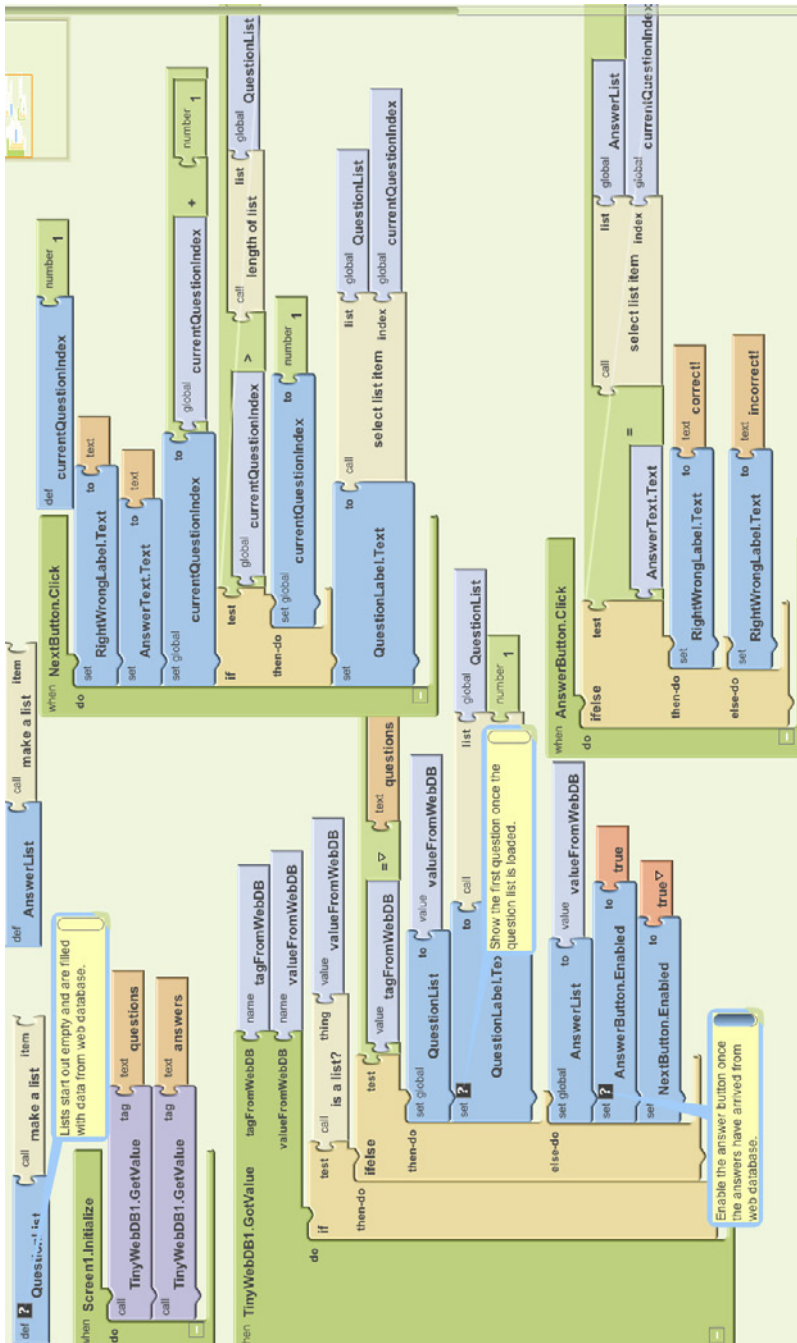 def ? QuestionList call make a list item
def AnswerList call make a list item
Lists start out empty and are filled
with data from web database.
def currentQuestionIndex number 1
when Screen1.Initialize
do
call TinyWebDB1.GetValue tag text questions
call TinyWebDB1.GetValue tag text answers
when NextButton.Click
do
set RightWrongLabel.Text to text
set AnswerText.Text to text
set global currentQuestionIndex to global currentQuestionIndex + number 1
if test global currentQuestionIndex > call length of list list global QuestionList
then-do set global currentQuestionIndex to number 1
set QuestionLabel.Text to call select list item list global QuestionList
index global currentQuestionIndex
when TinyWebDB1.GotValue tagFromWebDB name tagFromWebDB
valueFromWebDB name valueFromWebDB
do
if test call is a list? thing value valueFromWebDB
then-do ifelse test value tagFromWebDB = text questions
then-do set global QuestionList to value valueFromWebDB
set ? QuestionLabel.Te to call list global QuestionList
number 1
Show the first question once the
question list is loaded.
else-do set global AnswerList to value valueFromWebDB
set ? AnswerButton.Enabled to true
set NextButton.Enabled to true
Enable the answer button once
the answers have arrived from
web database.
when AnswerButton.Click
do
ifelse test AnswerText.Text = call select list item list global AnswerList
index global currentQuestionIndex
then-do set RightWrongLabel.Text to text correct!
else-do set RightWrongLabel.Text to text incorrect!